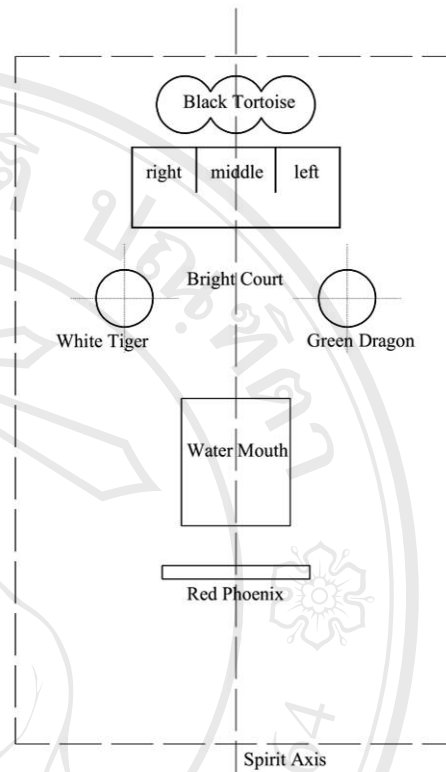 Black Tortoise
right middle left
Bright Court
White Tiger Green Dragon
Water Mouth
Red Phoenix
Spirit Axis